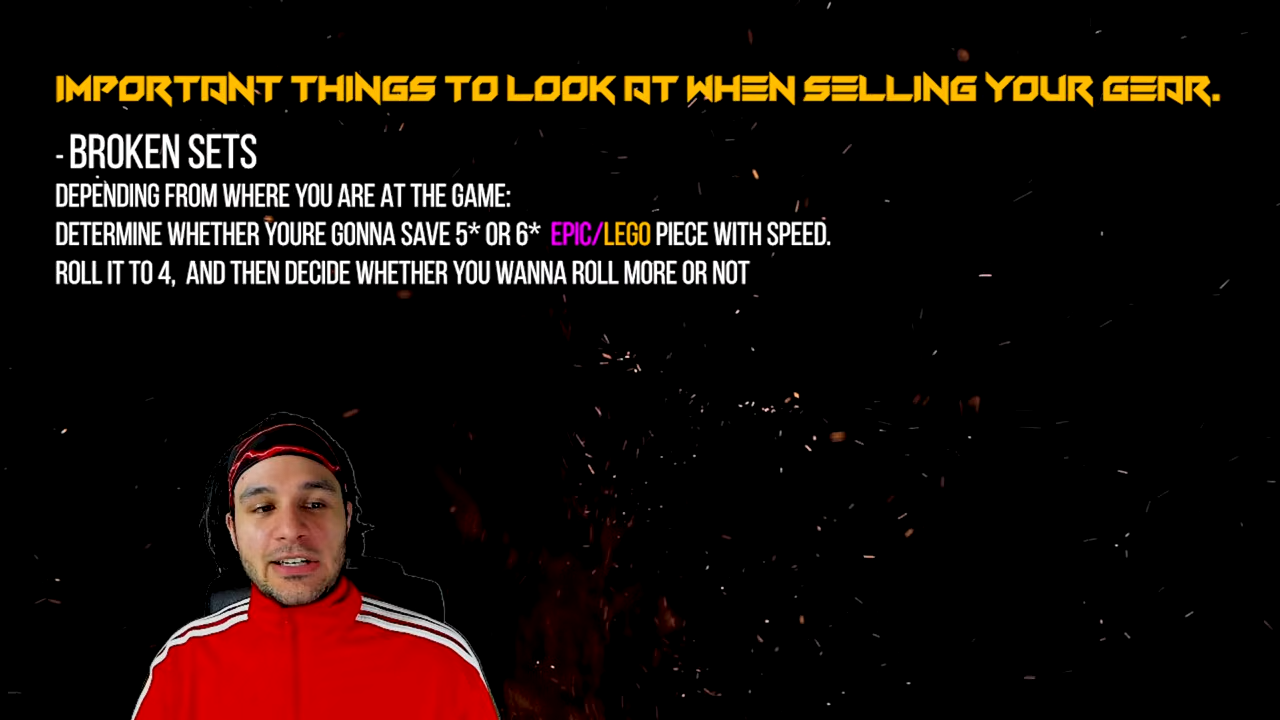 IMPORTANT THINGS TO LOOK AT WHEN SELLING YOUR GEAR.
- BROKEN SETS
DEPENDING FROM WHERE YOU ARE AT THE GAME:
DETERMINE WHETHER YOURE GONNA SAVE 5* OR 6* EPIC/LEGO PIECE WITH SPEED.
ROLL IT TO 4, AND THEN DECIDE WHETHER YOU WANNA ROLL MORE OR NOT